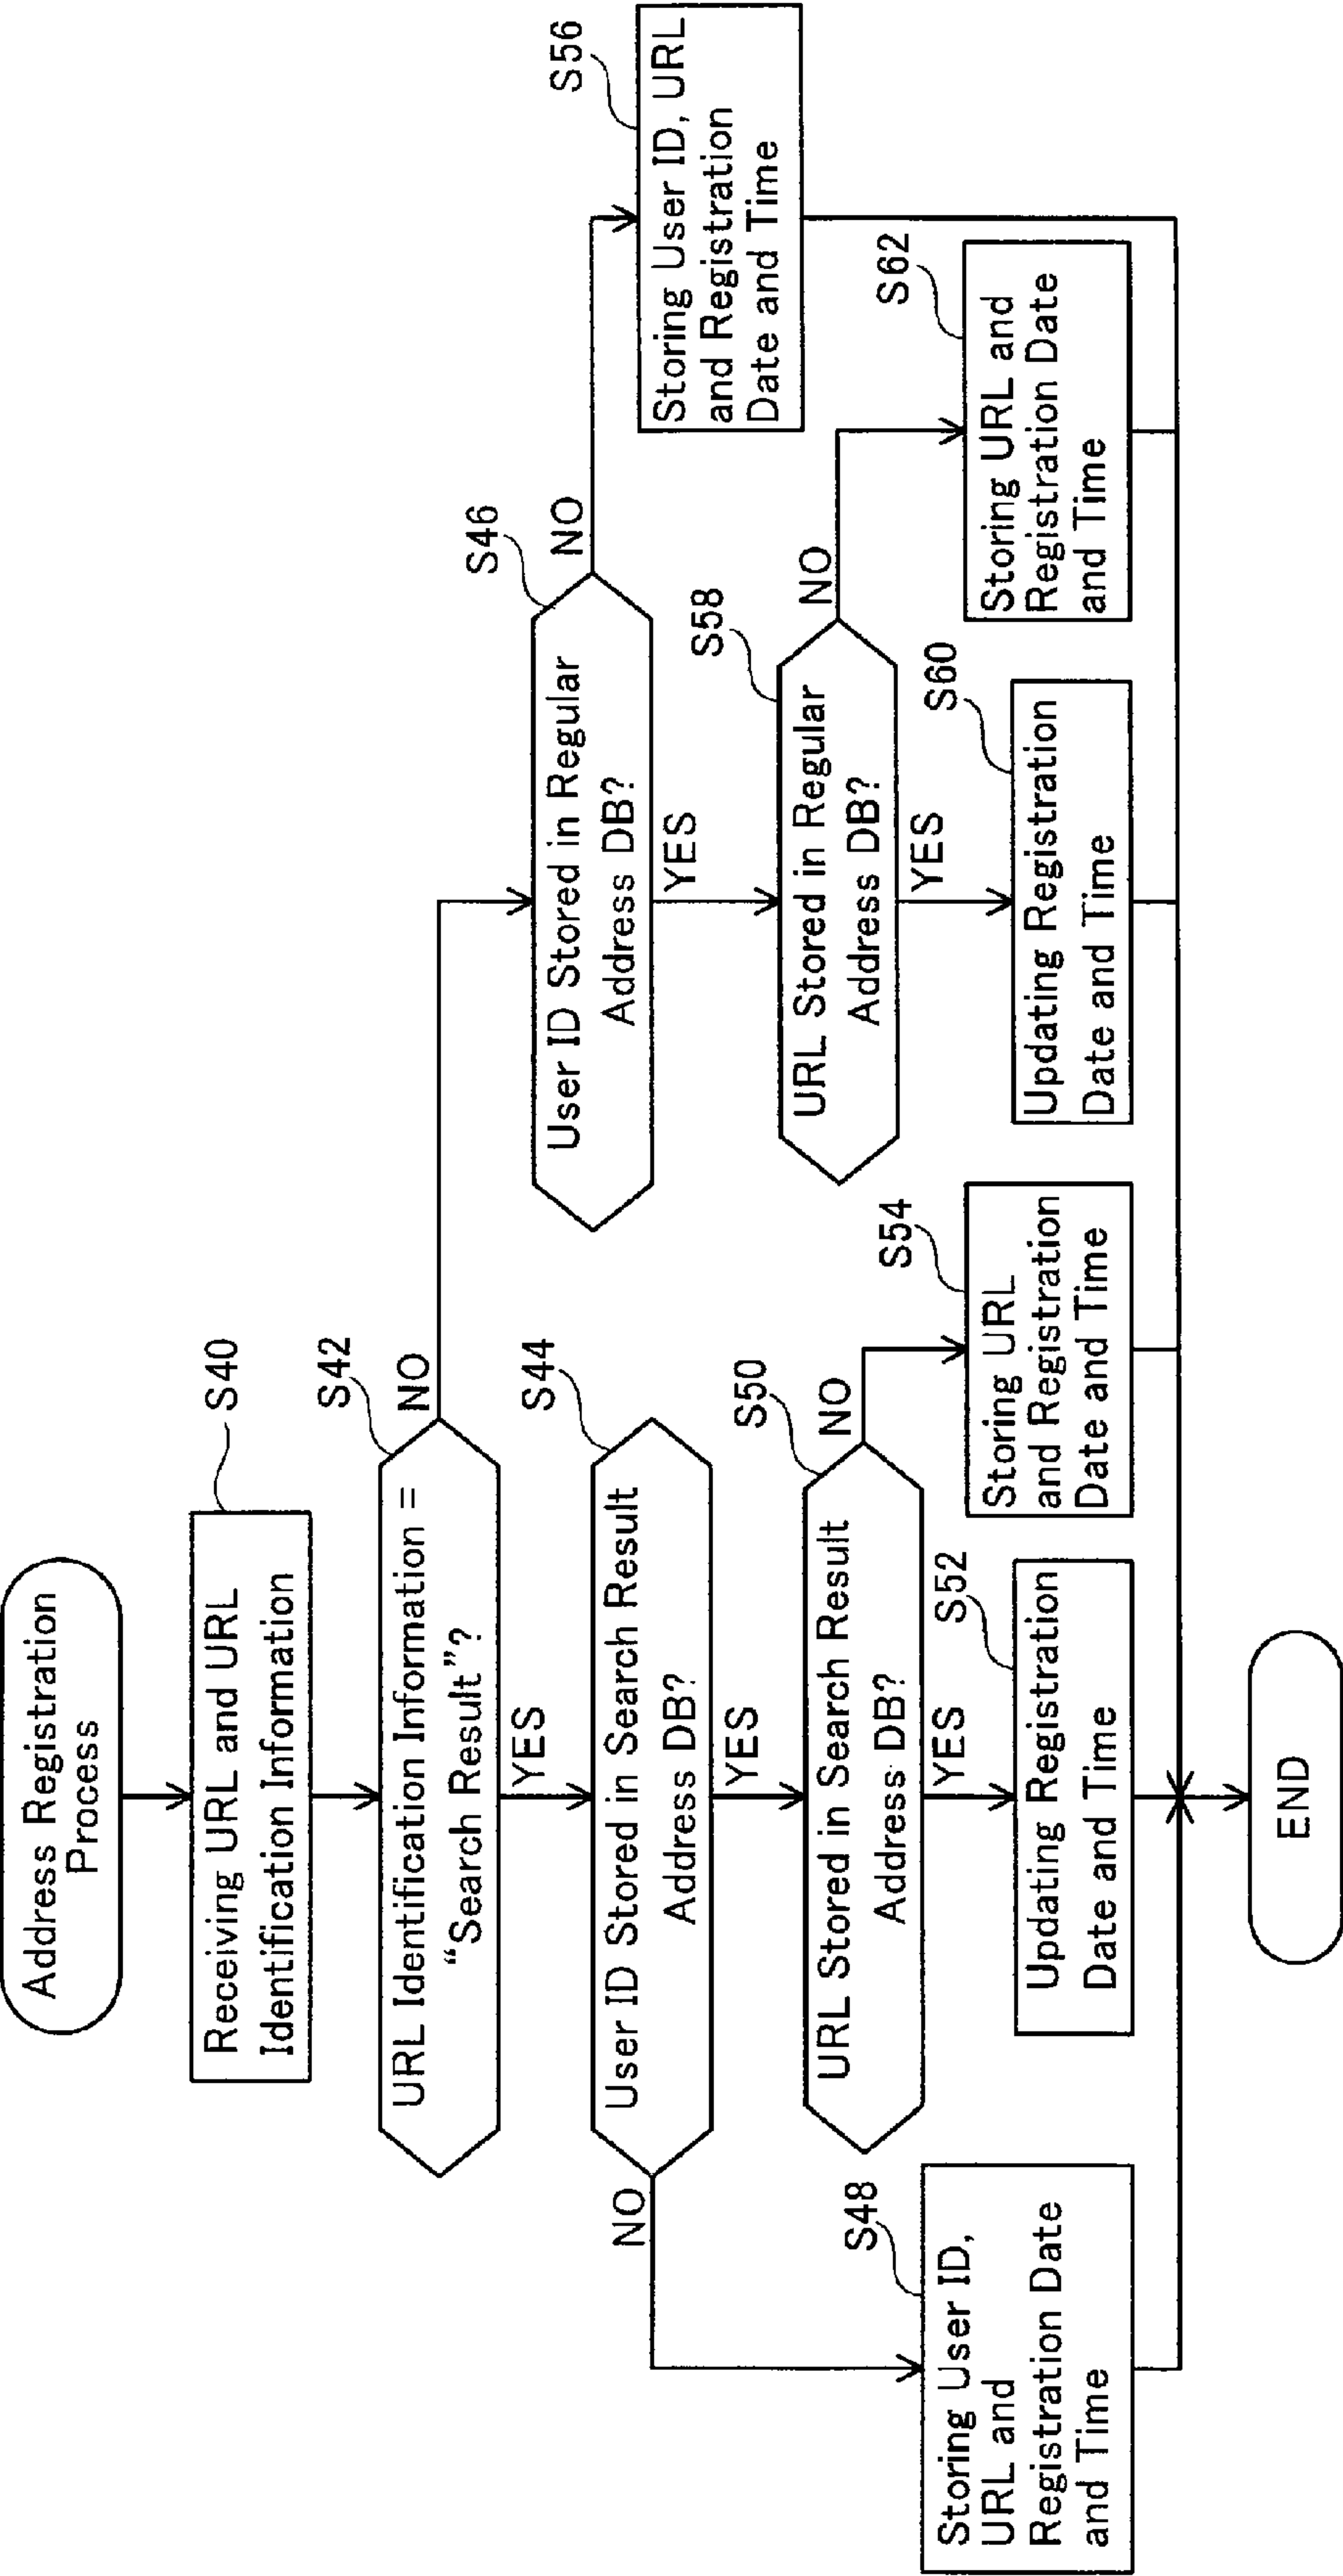 Address Registration
Process
S40
Receiving URL and URL
Identification Information
S42
URL Identification Information =
“Search Result”?
NO
YES
S44
User ID Stored in Search Result
Address DB?
NO
YES
S46
User ID Stored in Regular
Address DB?
NO
YES
S48
Storing User ID,
URL and
Registration Date
and Time
S50
URL Stored in Search Result
Address DB?
NO
YES
S52
Updating Registration
Date and Time
S54
Storing URL
and Registration
Date and Time
S56
Storing User ID, URL
and Registration
Date and Time
S58
URL Stored in Regular
Address DB?
NO
YES
S60
Updating Registration
Date and Time
S62
Storing URL and
Registration Date
and Time
END